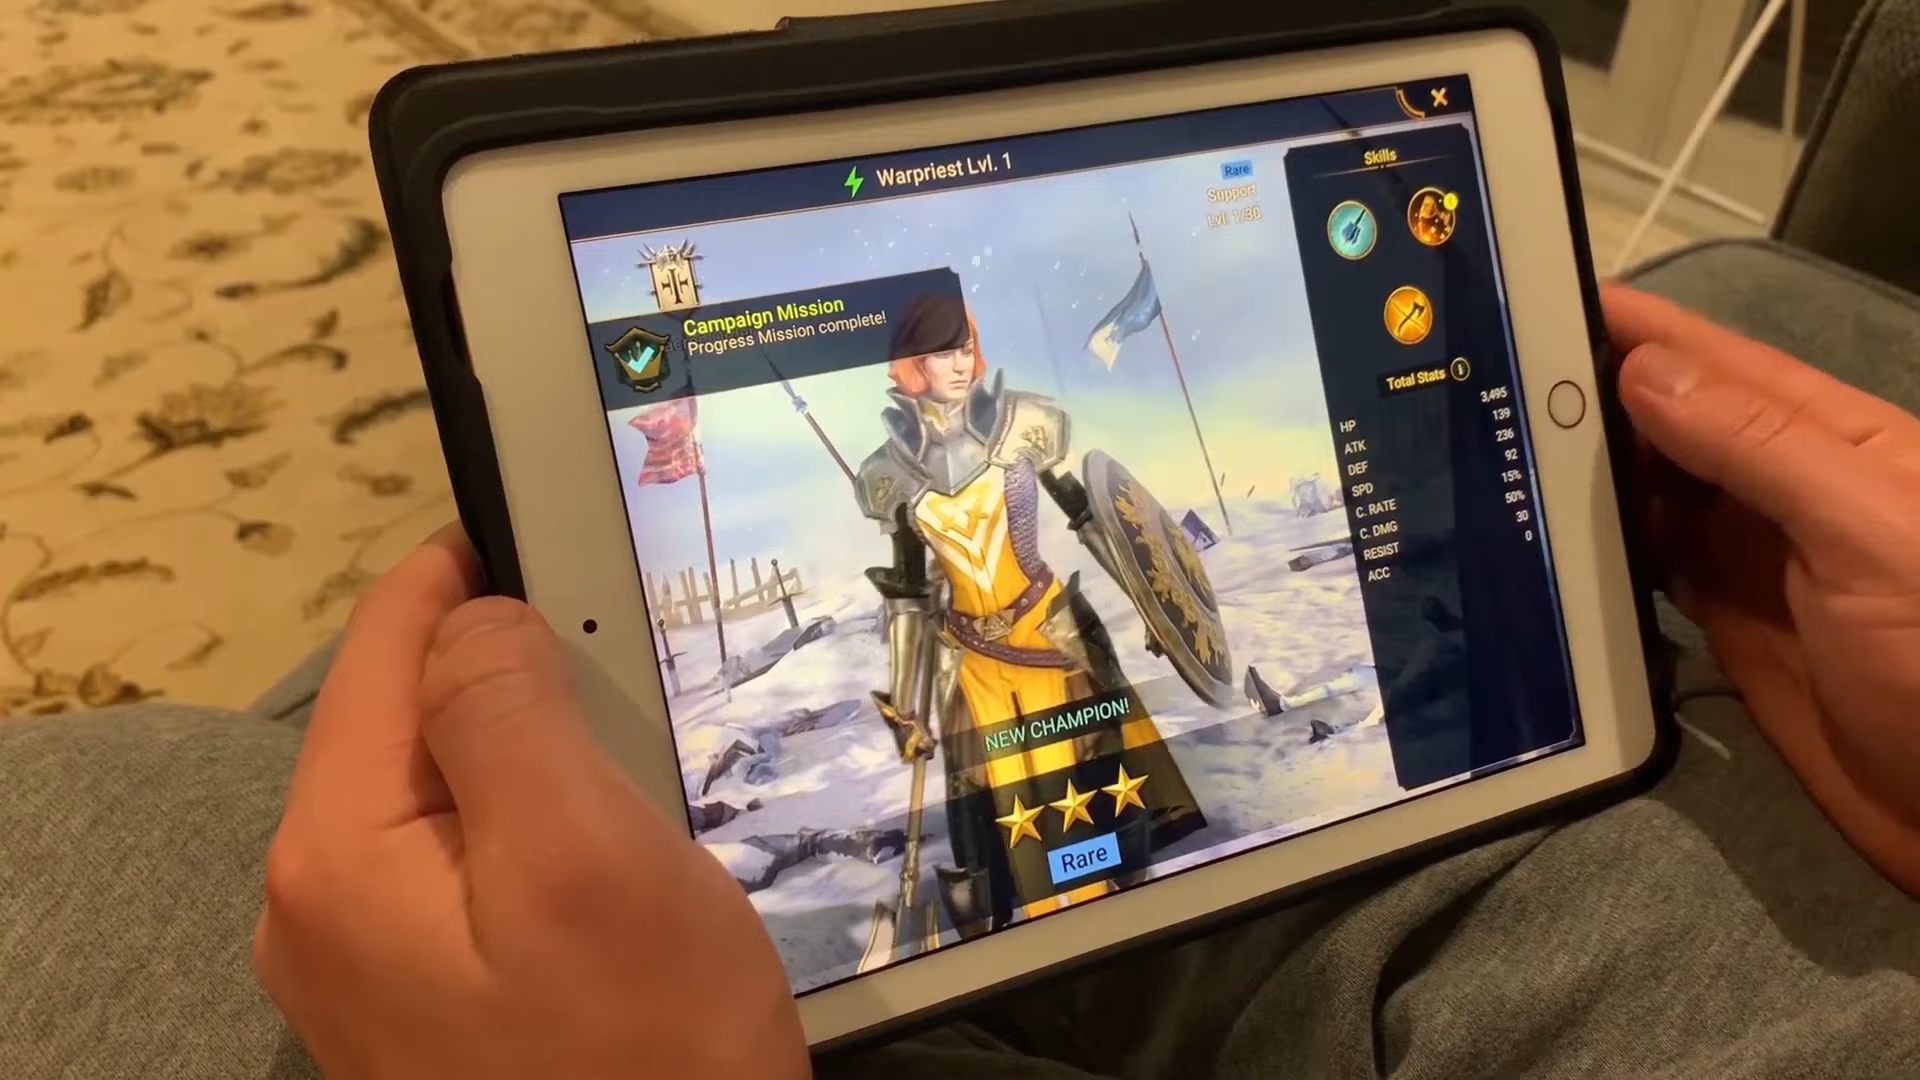 Warpriest Lvl. 1
Rare
Support
Lvl: 1/30
Campaign Mission
Progress Mission complete!
NEW CHAMPION!
Rare
Skills
Total Stats
HP 3,495
ATK 139
DEF 236
SPD 92
C. RATE 15%
C. DMG 50%
RESIST 30
ACC 0